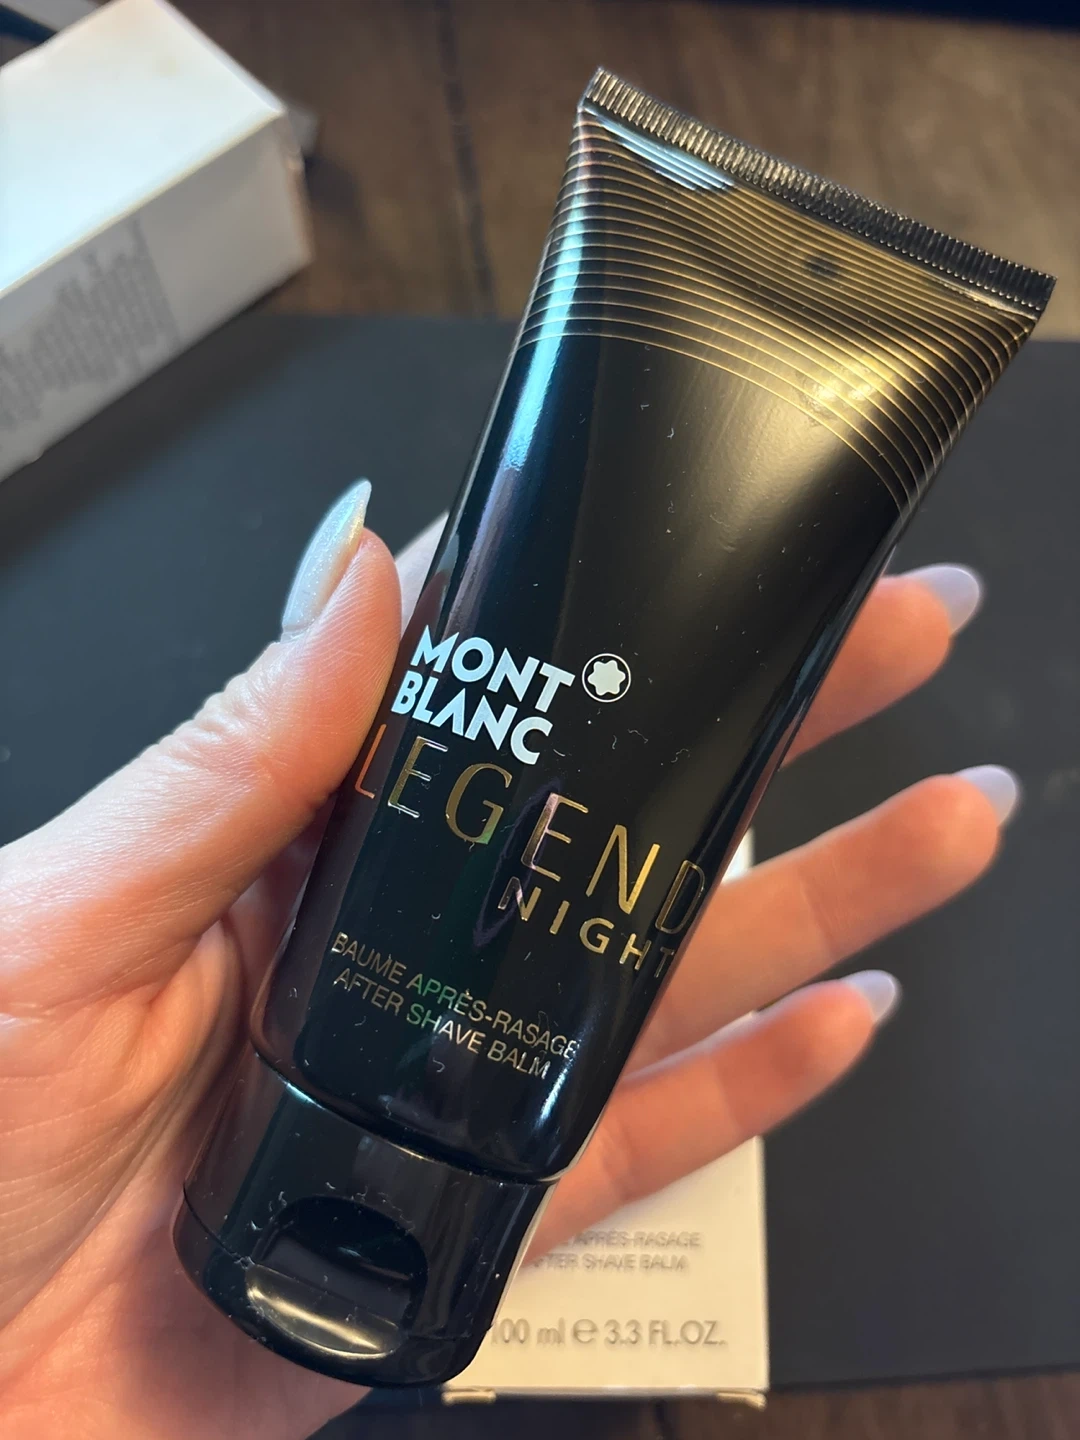 MONT
BLANC
LEGEND
NIGHT
BAUME APRÈS-RASAGE
AFTER SHAVE BALM
APRÈS-RASAGE
AFTER SHAVE BALM
100 ml e 3.3 FL.OZ.